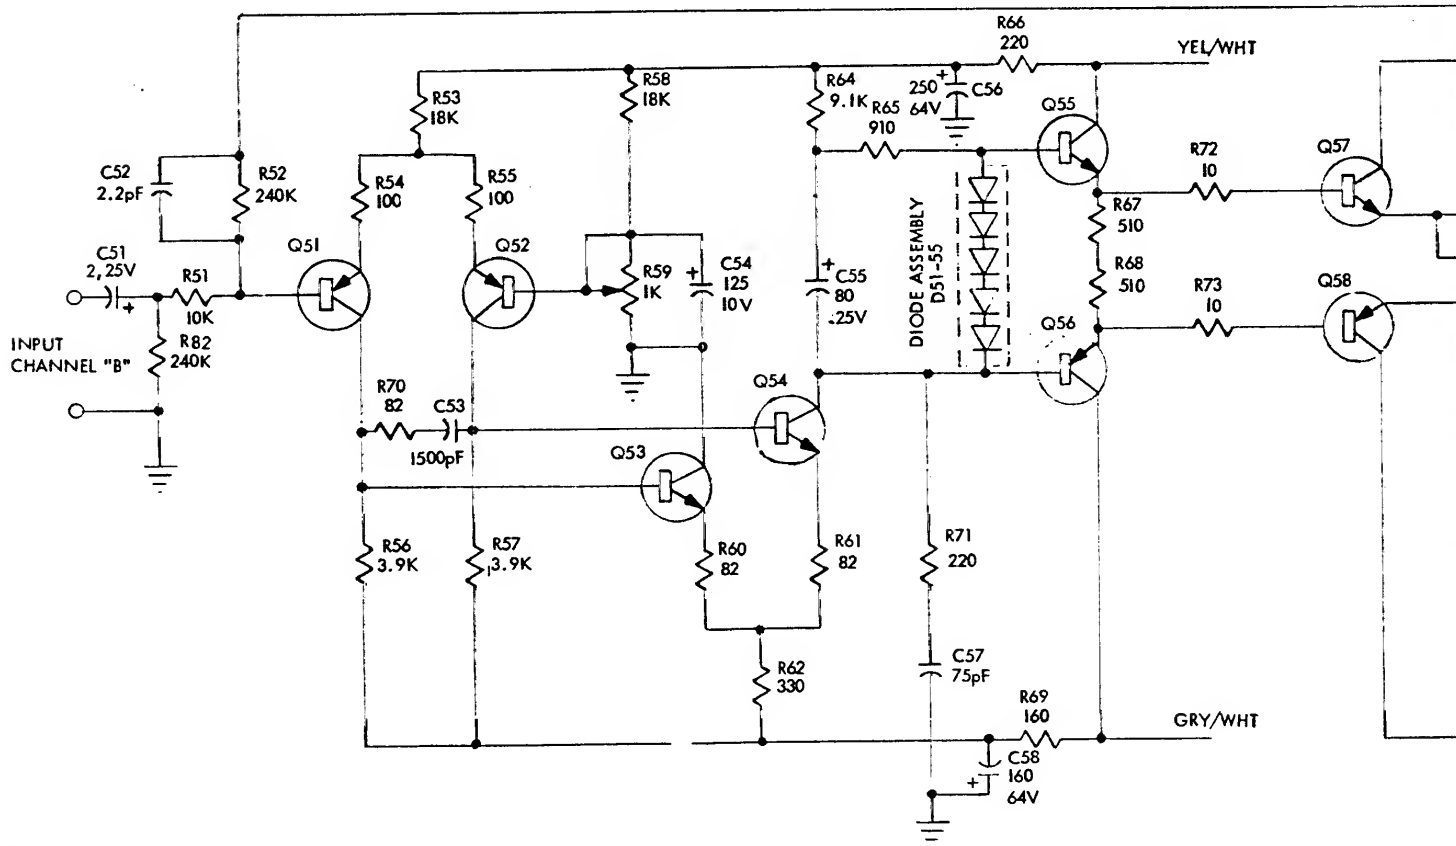 R66
220
YEL/WHT
R58
18K
R64
9.1K
250 +
64V
C56
R53
18K
R65
910
Q55
C52
2.2pF
R52
240K
R54
100
R55
100
R72
10
Q57
DIODE ASSEMBLY
D51-55
R67
510
Q51
Q52
C51
2,25V
+
R51
10K
R59
1K
+
C54
125
10V
+
C55
80
.25V
R68
510
R73
10
Q58
Q56
INPUT
CHANNEL "B"
R82
240K
R70
82
C53
1500pF
Q54
Q53
R56
3.9K
R57
3.9K
R60
82
R61
82
R71
220
R62
330
C57
75pF
R69
160
GRY/WHT
C58
160
64V
+